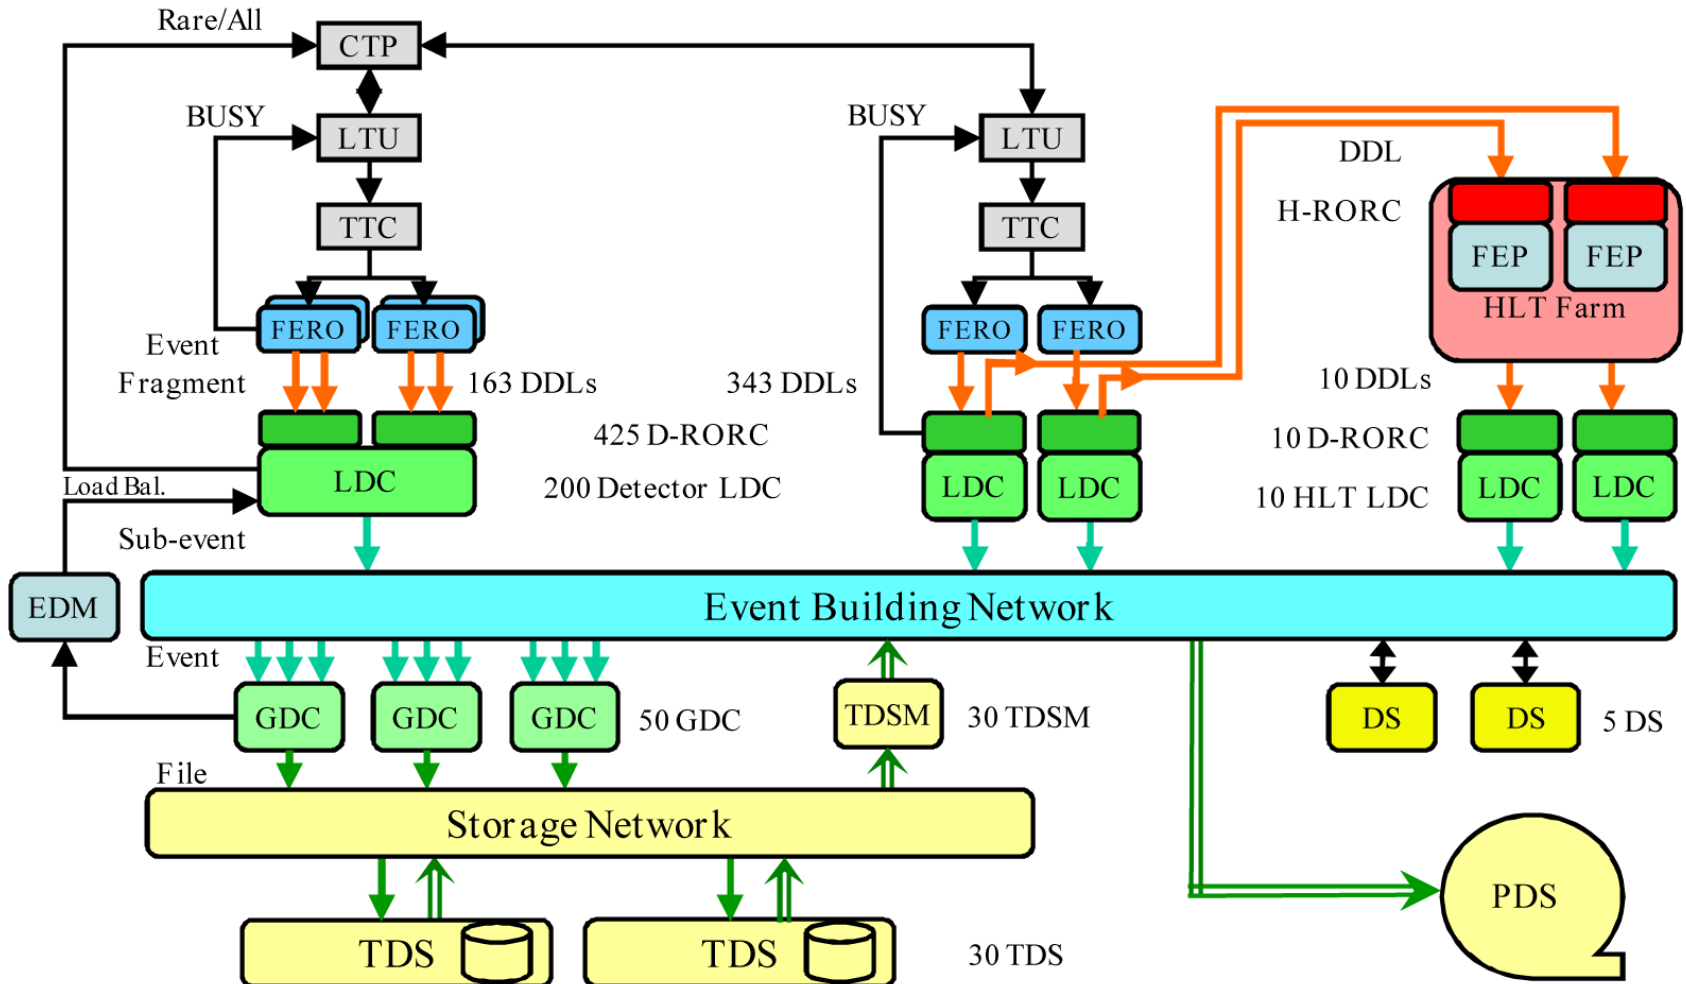 Rare/All
CTP
BUSY
LTU
BUSY
LTU
DDL
TTC
TTC
H-RORC
FEP
FEP
HLT Farm
FERO
FERO
FERO
FERO
Event
Fragment
163 DDLs
343 DDLs
10 DDLs
425 D-RORC
10 D-RORC
LDC
200 Detector LDC
LDC
LDC
10 HLT LDC
LDC
LDC
Load Bal.
Sub-event
EDM
Event Building Network
Event
GDC
GDC
GDC
50 GDC
TDSM
30 TDSM
DS
DS
5 DS
File
Storage Network
PDS
TDS
TDS
30 TDS